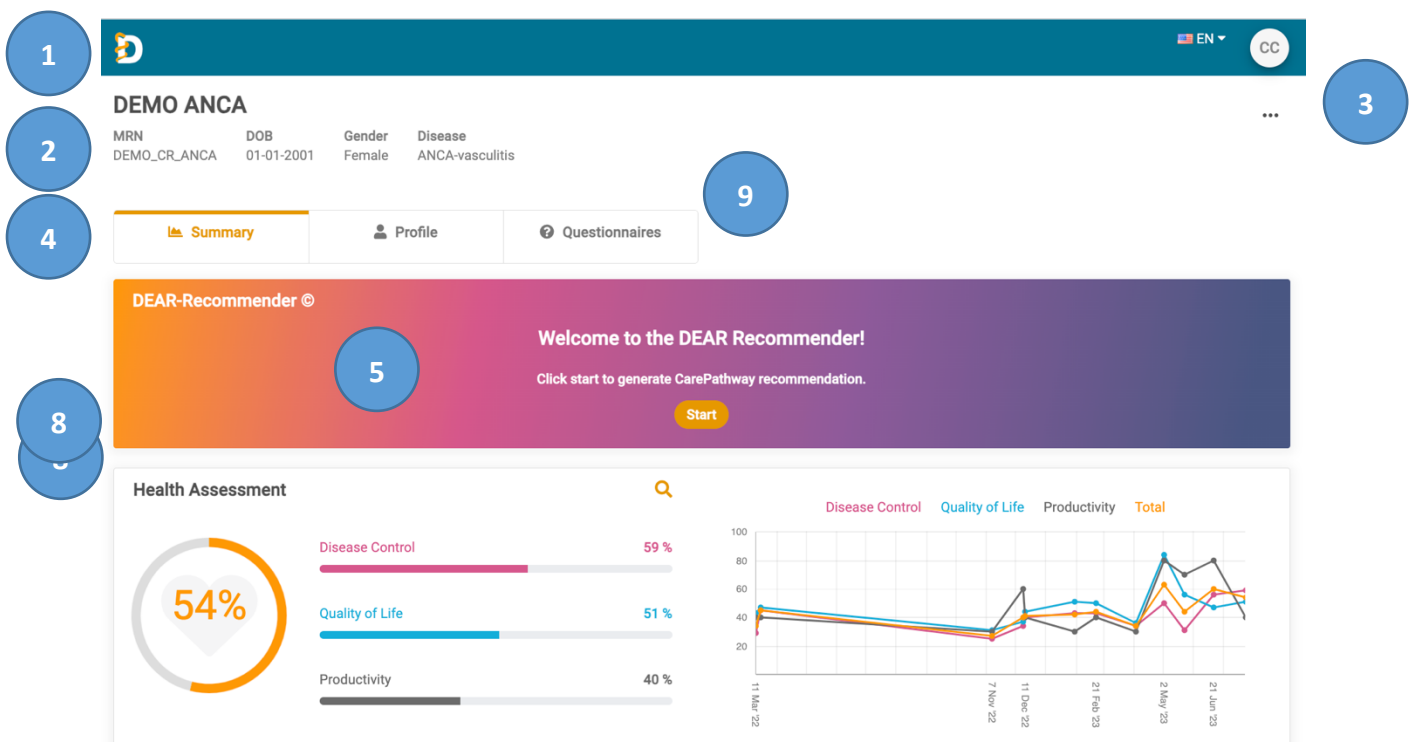 1
EN
CC
DEMO ANCA
3
...
MRN DOB Gender Disease
2
DEMO_CR_ANCA 01-01-2001 Female ANCA-vasculitis
9
4
Summary Profile Questionnaires
DEAR-Recommender ©
Welcome to the DEAR Recommender!
5
Click start to generate CarePathway recommendation.
Start
8
Health Assessment
Disease Control Quality of Life Productivity Total
Disease Control 59 %
54%
Quality of Life 51 %
Productivity 40 %
100
80
60
40
20
11 Mar '22
7 Nov '22
11 Dec '22
21 Feb '23
2 May '23
21 Jun '23